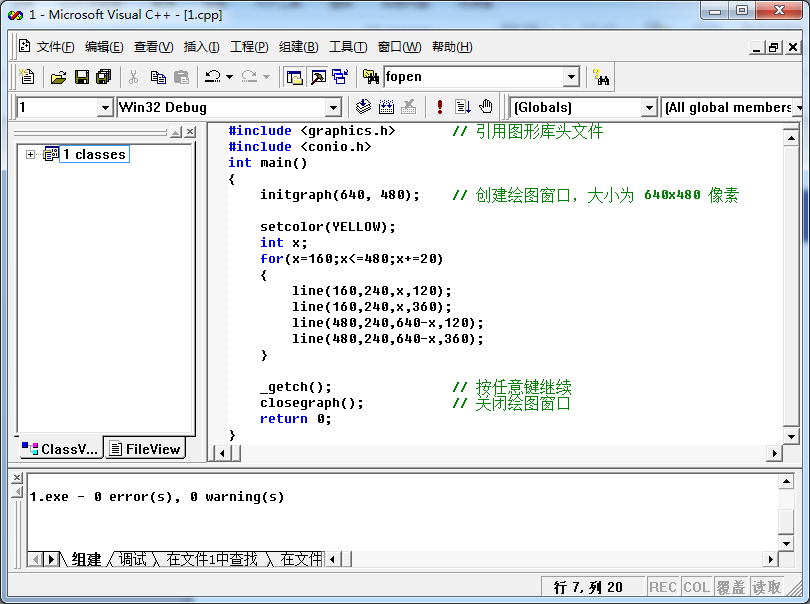 1 - Microsoft Visual C++ - [1.cpp]
文件(F) 编辑(E) 查看(V) 插入(I) 工程(P) 组建(B) 工具(T) 窗口(W) 帮助(H)
fopen
1 Win32 Debug (Globals) (All global members
1 classes
#include <graphics.h> // 引用图形库头文件
#include <conio.h>
int main()
{
initgraph(640, 480); // 创建绘图窗口，大小为 640x480 像素
setcolor(YELLOW);
int x;
for(x=160;x<=480;x+=20)
{
line(160,240,x,120);
line(160,240,x,360);
line(480,240,640-x,120);
line(480,240,640-x,360);
}
_getch(); // 按任意键继续
closegraph(); // 关闭绘图窗口
return 0;
}
ClassV... FileView
1.exe - 0 error(s), 0 warning(s)
组建 调试 在文件1中查找 在文件
行 7, 列 20 REC COL 覆盖 读取